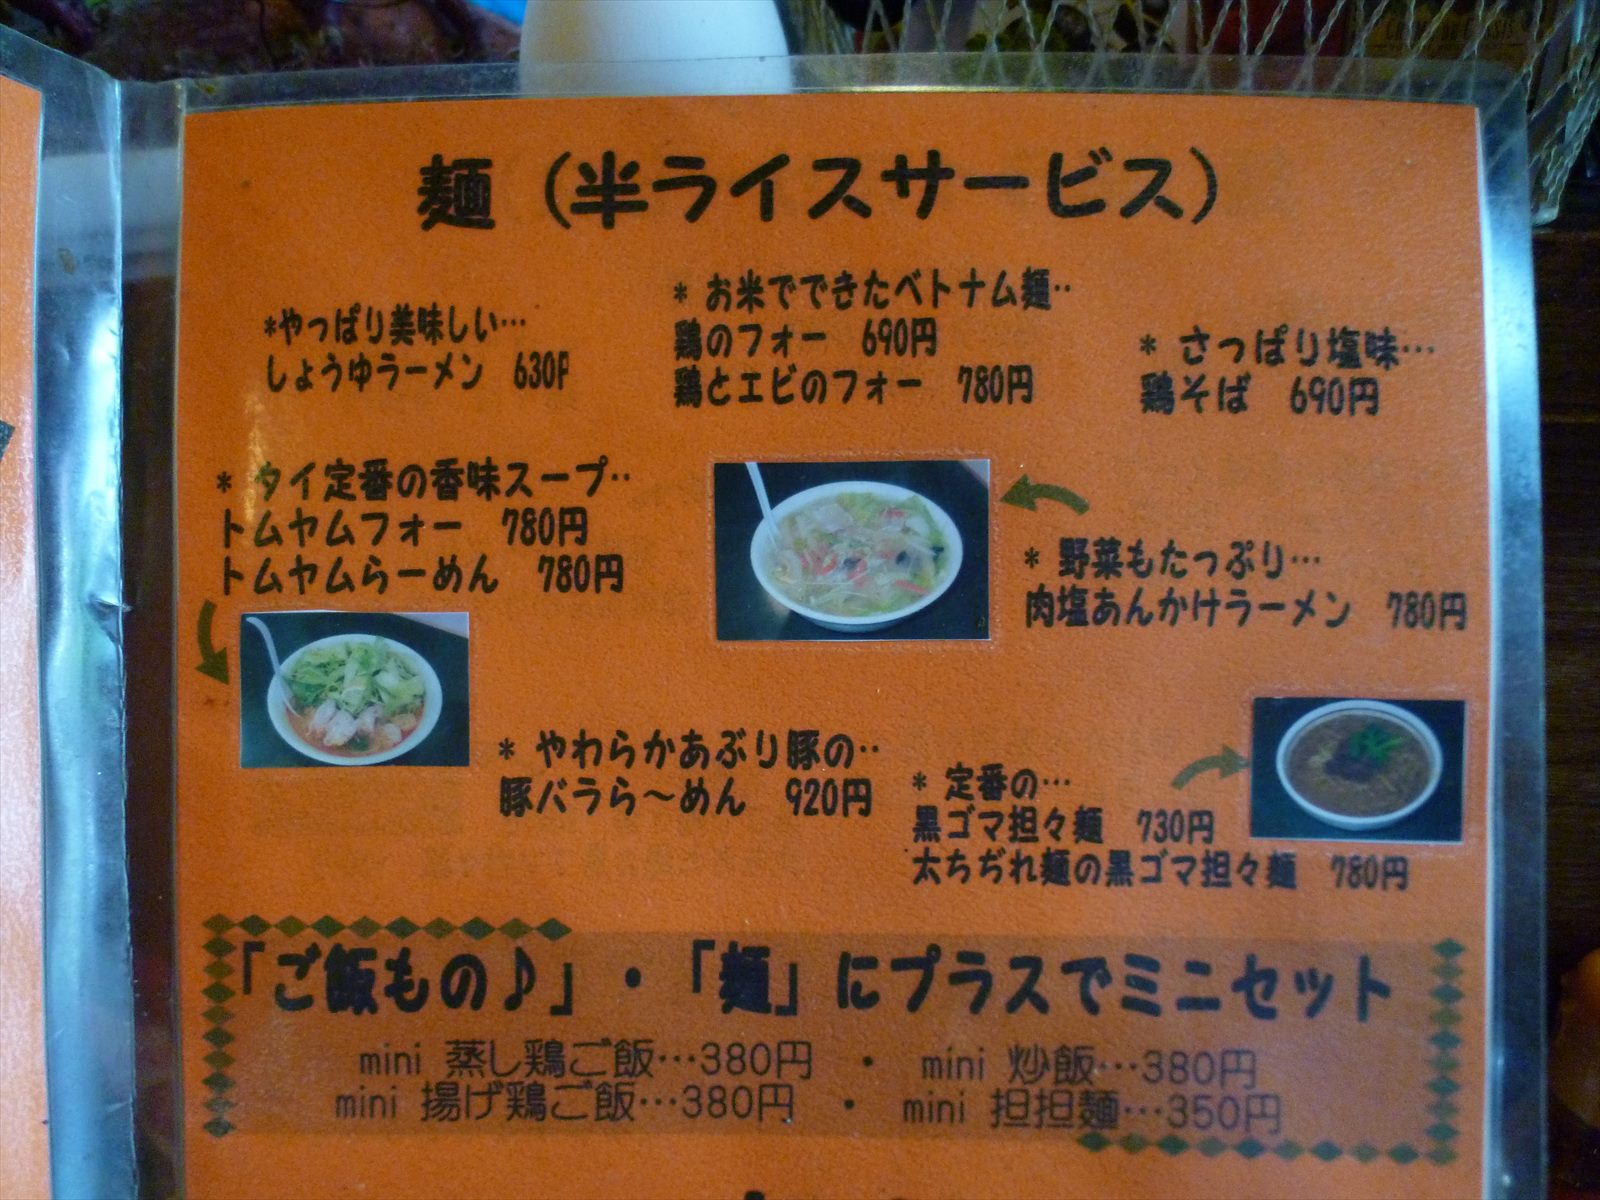 麺（半ライスサービス）
*やっぱり美味しい…
しょうゆラーメン 630円
* お米でできたベトナム麺‥
鶏のフォー 690円
鶏とエビのフォー 780円
* さっぱり塩味…
鶏そば 690円
* タイ定番の香味スープ‥
トムヤムフォー 780円
トムヤムらーめん 780円
* 野菜もたっぷり…
肉塩あんかけラーメン 780円
* やわらかあぶり豚の‥
豚バラら～めん 920円
* 定番の…
黒ゴマ担々麺 730円
太ちぢれ麺の黒ゴマ担々麺 780円
「ご飯もの♪」・「麺」にプラスでミニセット
mini 蒸し鶏ご飯…380円 ・ mini 炒飯…380円
mini 揚げ鶏ご飯…380円 ・ mini 担担麺…350円